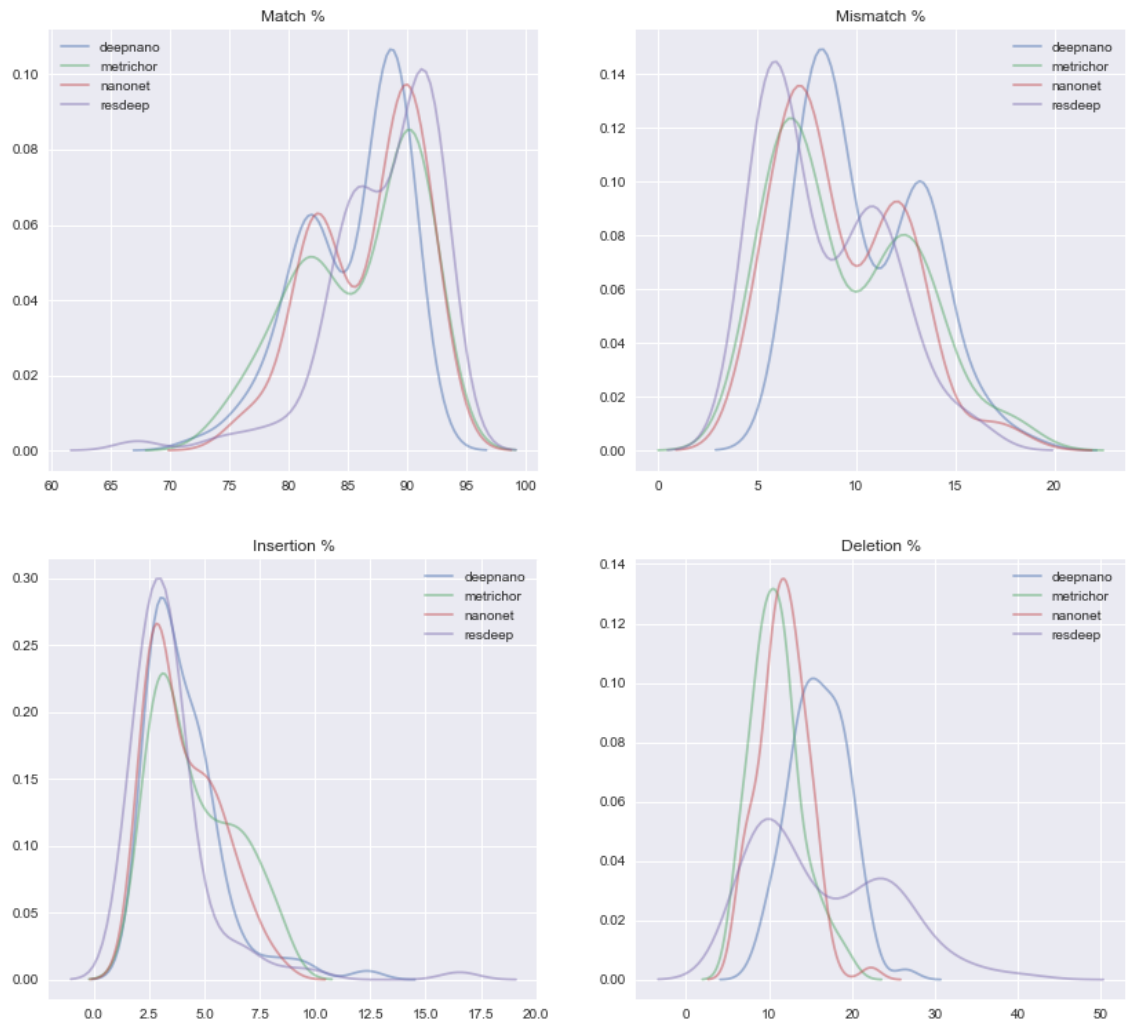 Match %
deepnano
metrichor
nanonet
resdeep
0.10
0.08
0.06
0.04
0.02
0.00
60 65 70 75 80 85 90 95 100
Mismatch %
deepnano
metrichor
nanonet
resdeep
0.14
0.12
0.10
0.08
0.06
0.04
0.02
0.00
0 5 10 15 20
Insertion %
deepnano
metrichor
nanonet
resdeep
0.30
0.25
0.20
0.15
0.10
0.05
0.00
0.0 2.5 5.0 7.5 10.0 12.5 15.0 17.5 20.0
Deletion %
deepnano
metrichor
nanonet
resdeep
0.14
0.12
0.10
0.08
0.06
0.04
0.02
0.00
0 10 20 30 40 50